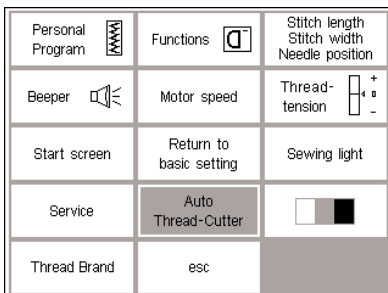 Personal
Program
Functions
Stitch length
Stitch width
Needle position
Beeper
Motor speed
Thread-
tension
+
-
Start screen
Return to
basic setting
Sewing light
Service
Auto
Thread-Cutter
Thread Brand
esc